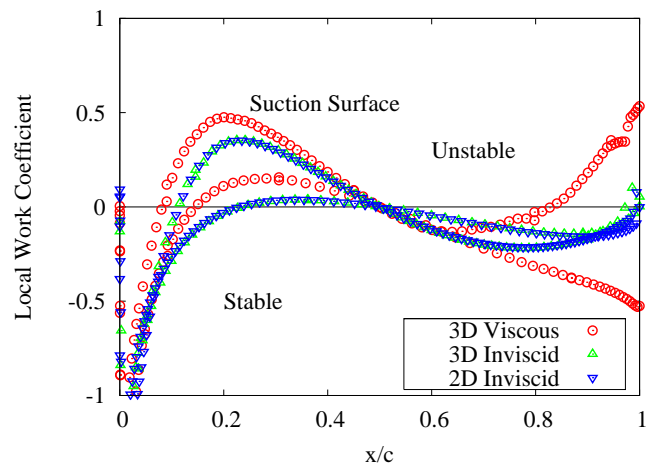 1
0.5
0
-0.5
-1
Local Work Coefficient
Suction Surface
Unstable
Stable
3D Viscous
3D Inviscid
2D Inviscid
0 0.2 0.4 0.6 0.8 1
x/c